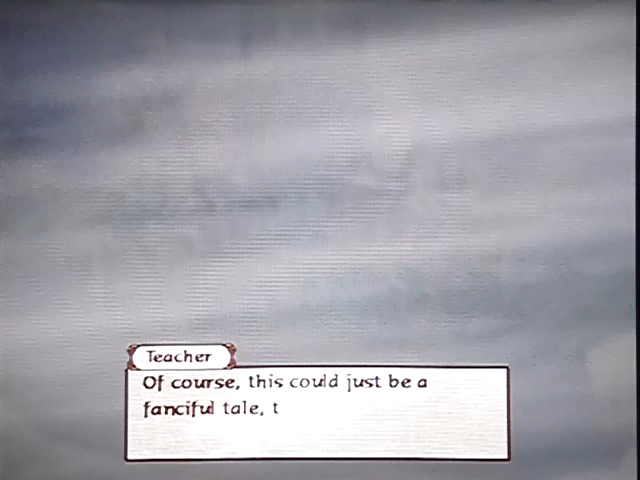 Teacher
Of course, this could just be a
fanciful tale, t